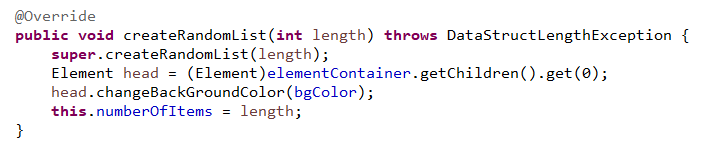 @Override
public void createRandomList(int length) throws DataStructLengthException {
    super.createRandomList(length);
    Element head = (Element)elementContainer.getChildren().get(0);
    head.changeBackGroundColor(bgColor);
    this.numberOfItems = length;
}